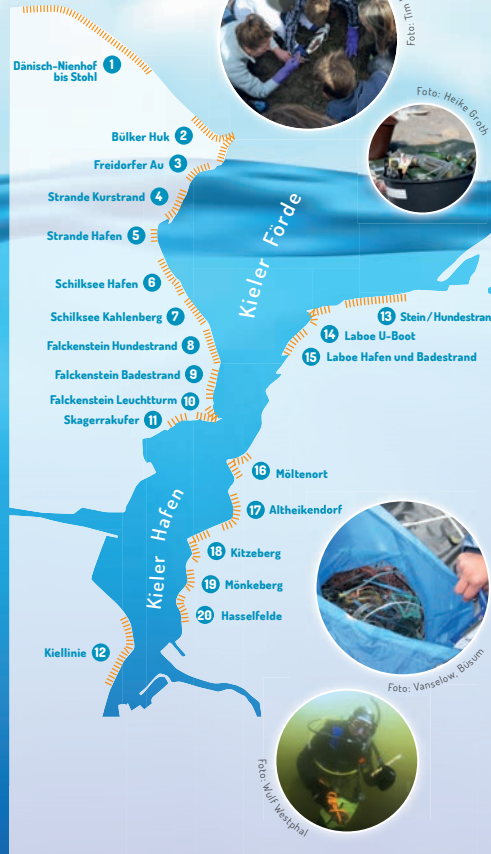 Foto: Tim
Foto: Heike Groth
1 Dänisch-Nienhof
bis Stohl
2 Bülker Huk
3 Freidorfer Au
4 Strande Kurstrand
5 Strande Hafen
6 Schilksee Hafen
7 Schilksee Kahlenberg
8 Falckenstein Hundestrand
9 Falckenstein Badestrand
10 Falckenstein Leuchtturm
11 Skagerrakufer
Kieler Förde
13 Stein/Hundestran
14 Laboe U-Boot
15 Laboe Hafen und Badestrand
16 Möltenort
17 Altheikendorf
18 Kitzeberg
19 Mönkeberg
20 Hasselfelde
Kieler Hafen
Kiellinie 12
Foto: Vanselow, Büsum
Foto: Wulf Westphal